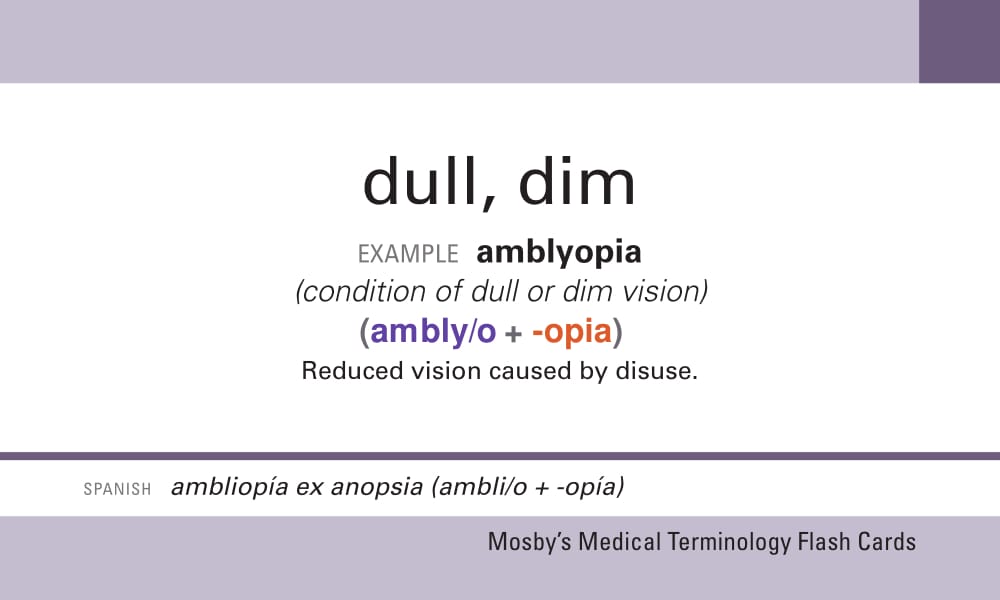 dull, dim
EXAMPLE amblyopia
(condition of dull or dim vision)
(ambly/o + -opia)
Reduced vision caused by disuse.
SPANISH ambliopía ex anopsia (ambli/o + -opía)
Mosby’s Medical Terminology Flash Cards